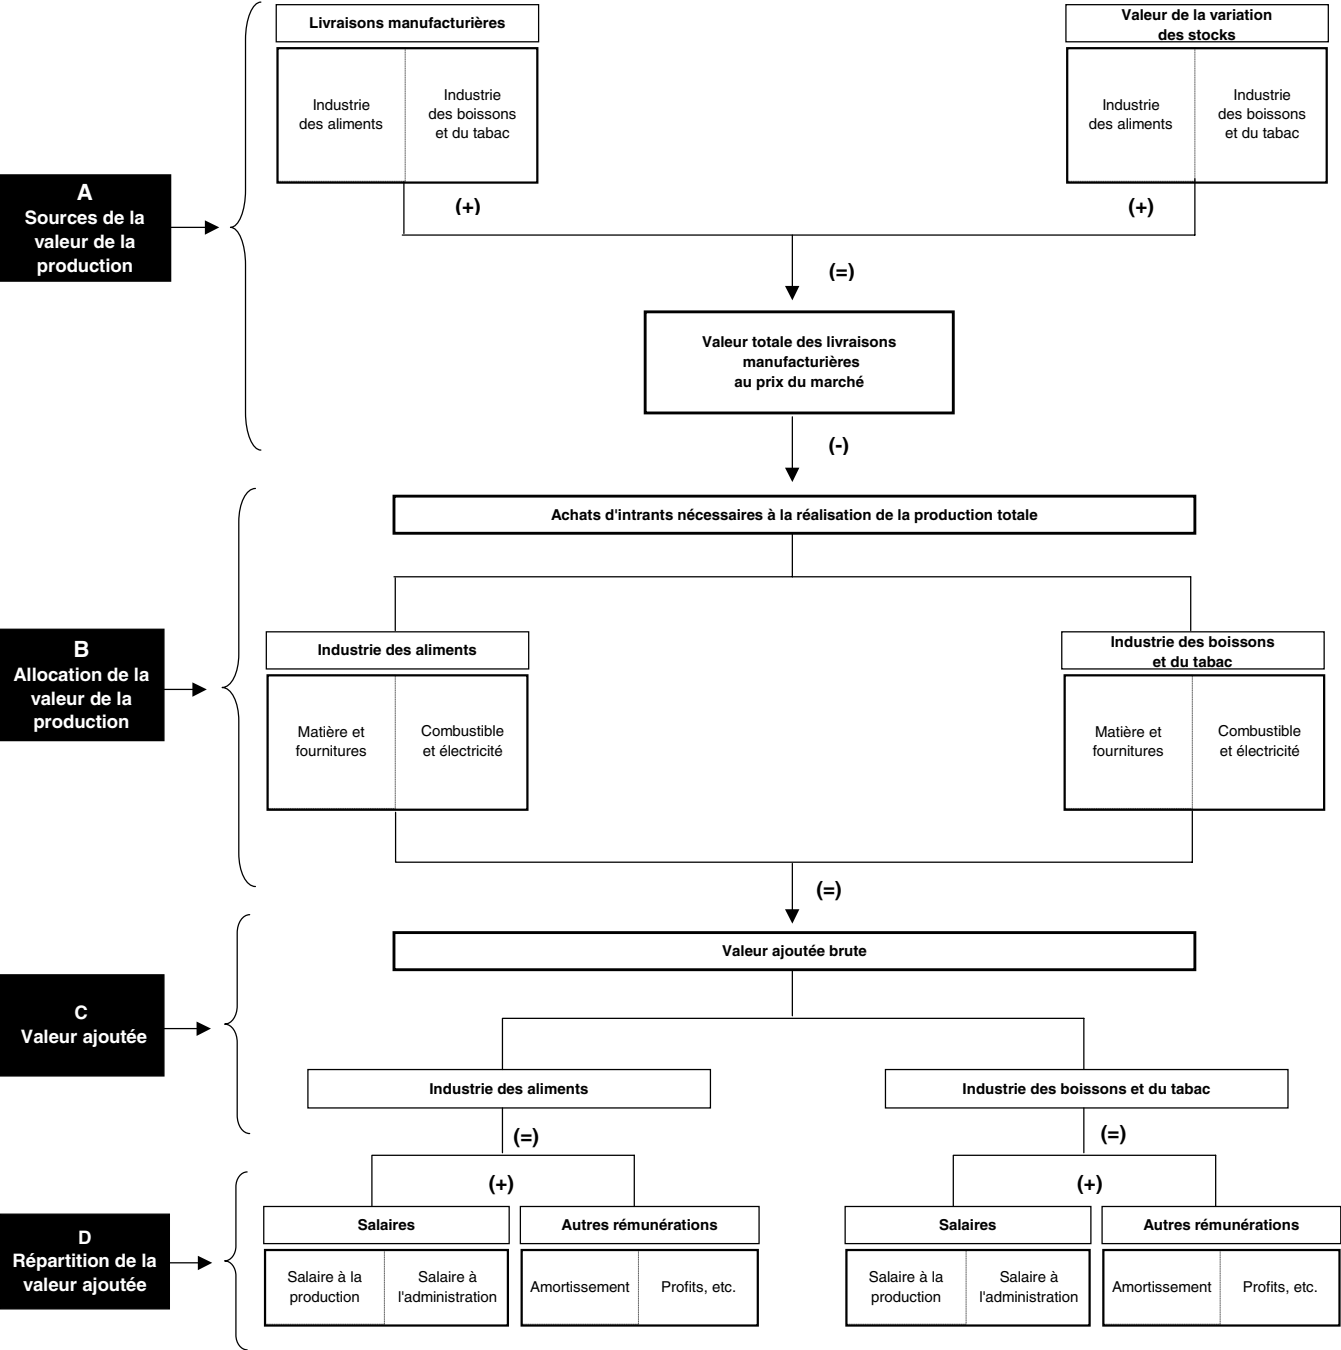 Livraisons manufacturières
Valeur de la variation
des stocks
Industrie
des aliments
Industrie
des boissons
et du tabac
Industrie
des aliments
Industrie
des boissons
et du tabac
A
Sources de la
valeur de la
production
(+)
(+)
(=)
Valeur totale des livraisons
manufacturières
au prix du marché
(-)
Achats d'intrants nécessaires à la réalisation de la production totale
B
Allocation de la
valeur de la
production
Industrie des aliments
Industrie des boissons
et du tabac
Matière et
fournitures
Combustible
et électricité
Matière et
fournitures
Combustible
et électricité
(=)
Valeur ajoutée brute
C
Valeur ajoutée
Industrie des aliments
Industrie des boissons et du tabac
(=)
(=)
(+)
(+)
D
Répartition de la
valeur ajoutée
Salaires
Autres rémunérations
Salaires
Autres rémunérations
Salaire à la
production
Salaire à
l'administration
Amortissement
Profits, etc.
Salaire à la
production
Salaire à
l'administration
Amortissement
Profits, etc.